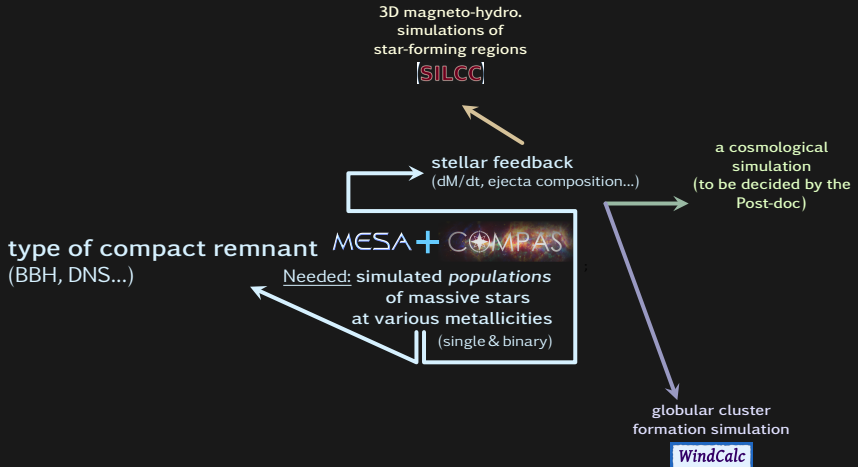 3D magneto-hydro.
simulations of
star-forming regions
[SILCC]
a cosmological
simulation
(to be decided by the
Post-doc)
stellar feedback
(dM/dt, ejecta composition...)
type of compact remnant
(BBH, DNS...)
MESA + COMPAS
Needed: simulated populations
of massive stars
at various metallicities
(single & binary)
globular cluster
formation simulation
WindCalc